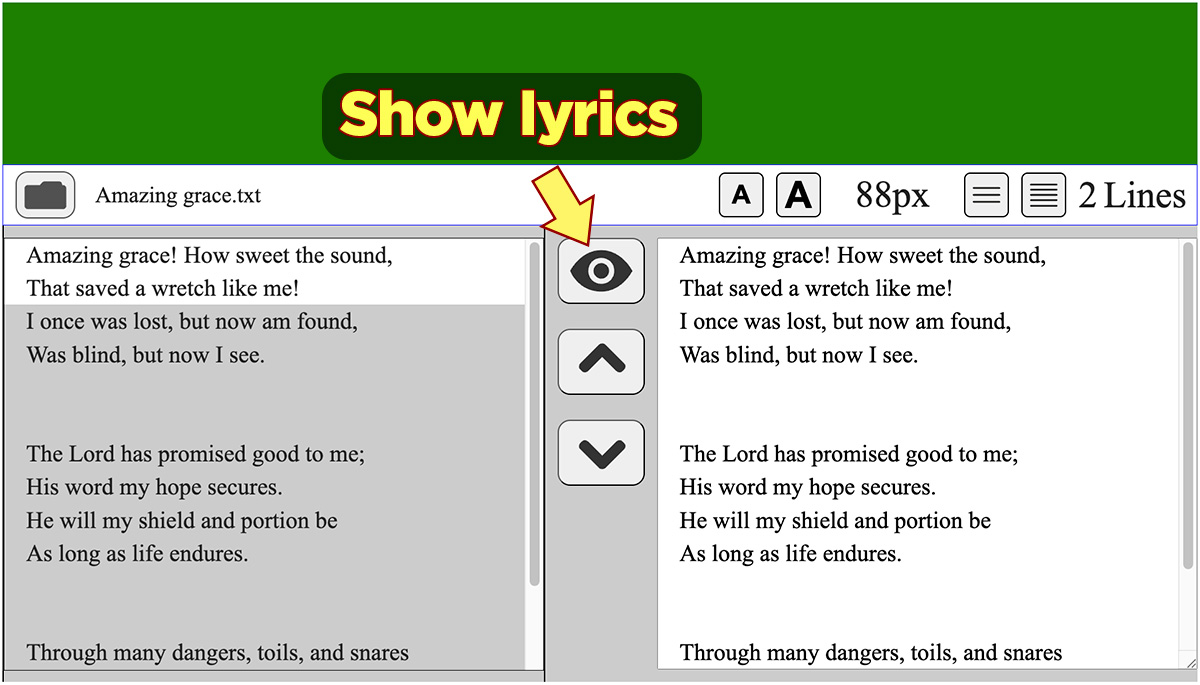 Show lyrics
Amazing grace.txt
A A 88px 2 Lines
Amazing grace! How sweet the sound,
That saved a wretch like me!
I once was lost, but now am found,
Was blind, but now I see.
The Lord has promised good to me;
His word my hope secures.
He will my shield and portion be
As long as life endures.
Through many dangers, toils, and snares
Amazing grace! How sweet the sound,
That saved a wretch like me!
I once was lost, but now am found,
Was blind, but now I see.
The Lord has promised good to me;
His word my hope secures.
He will my shield and portion be
As long as life endures.
Through many dangers, toils, and snares